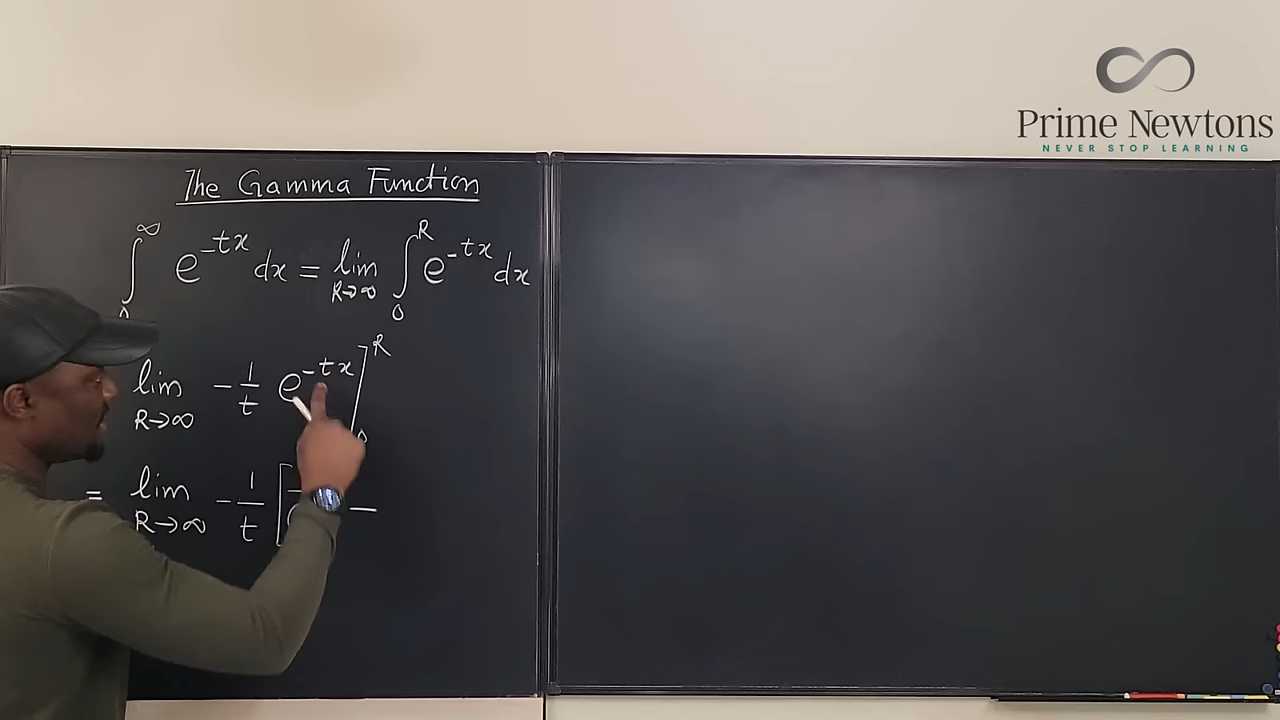 Prime Newtons
NEVER STOP LEARNING
The Gamma Function
∫₀^∞ e^{-tx} dx = lim_{R→∞} ∫₀^R e^{-tx} dx
lim_{R→∞} -1/t e^{-tx} ]₀^R
= lim_{R→∞} -1/t [ —